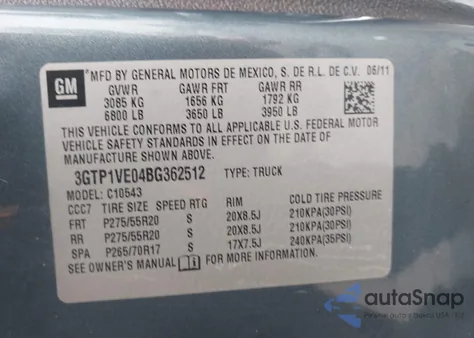 GM
*MFD BY GENERAL MOTORS DE MEXICO, S. DE R.L. DE C.V. 06/11
GVWR GAWR FRT GAWR RR
3085 KG 1656 KG 1792 KG
6800 LB 3650 LB 3950 LB
THIS VEHICLE CONFORMS TO ALL APPLICABLE U.S. FEDERAL MOTOR
VEHICLE SAFETY STANDARDS IN EFFECT ON THE DATE OF
MANUFACTURE SHOWN ABOVE.
3GTP1VE04BG362512 TYPE: TRUCK
MODEL: C10543
CCC7 TIRE SIZE SPEED RTG RIM COLD TIRE PRESSURE
FRT P275/55R20 S 20X8.5J 210KPA(30PSI)
RR P275/55R20 S 20X8.5J 210KPA(30PSI)
SPA P265/70R17 S 17X7.5J 240KPA(35PSI)
SEE OWNER'S MANUAL FOR MORE INFORMATION.
autoSnap